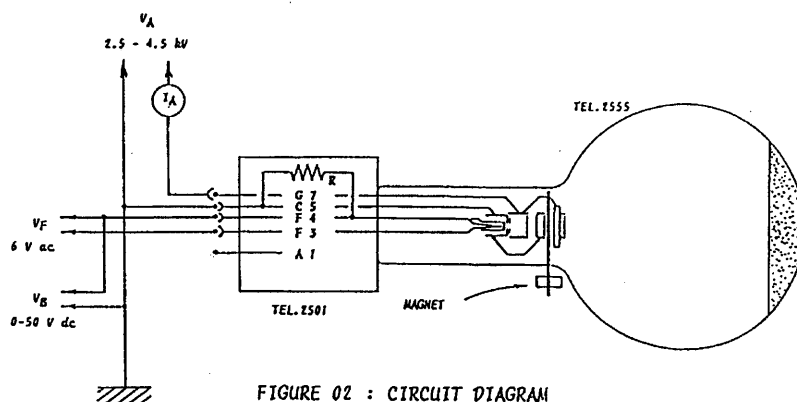 V_A
2.5 - 4.5 kV
I_A
TEL.2555
R
G 7
C 5
F 4
F 3
A 1
V_F
6 V ac
V_B
0-50 V dc
TEL.2501
MAGNET
FIGURE 02 : CIRCUIT DIAGRAM